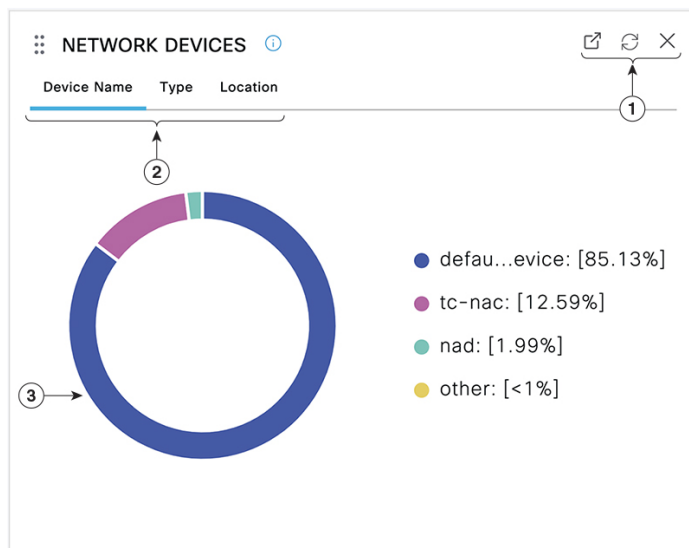 NETWORK DEVICES
Device Name Type Location
1
2
defau...evice: [85.13%]
tc-nac: [12.59%]
nad: [1.99%]
other: [<1%]
3